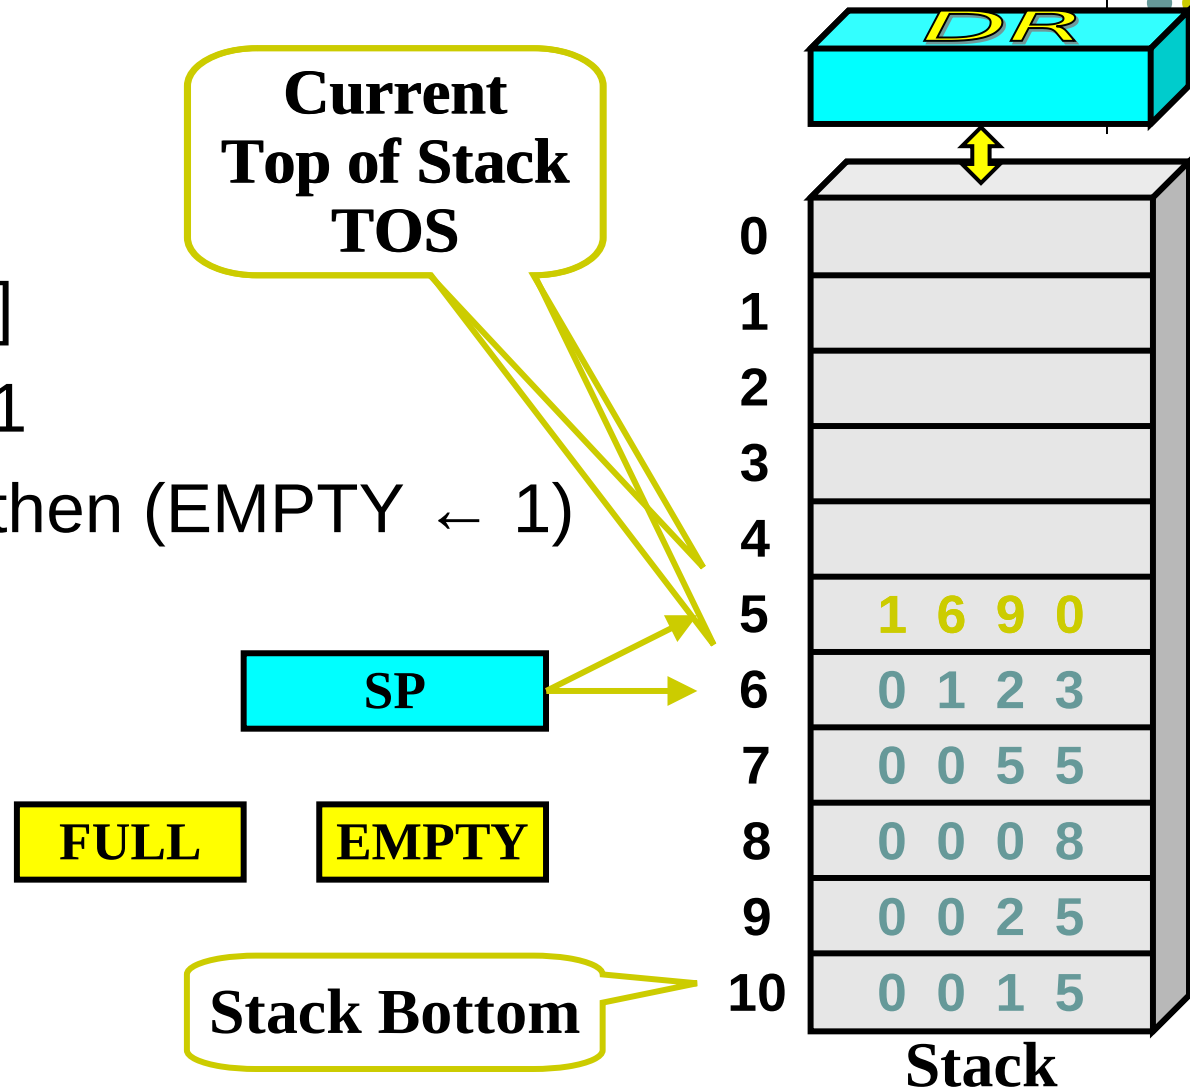 DR
Current
Top of Stack
TOS
0
1
]
2
1
3
then (EMPTY ← 1)
4
5 1 6 9 0
SP
6 0 1 2 3
7 0 0 5 5
FULL EMPTY
8 0 0 0 8
9 0 0 2 5
Stack Bottom
10 0 0 1 5
Stack